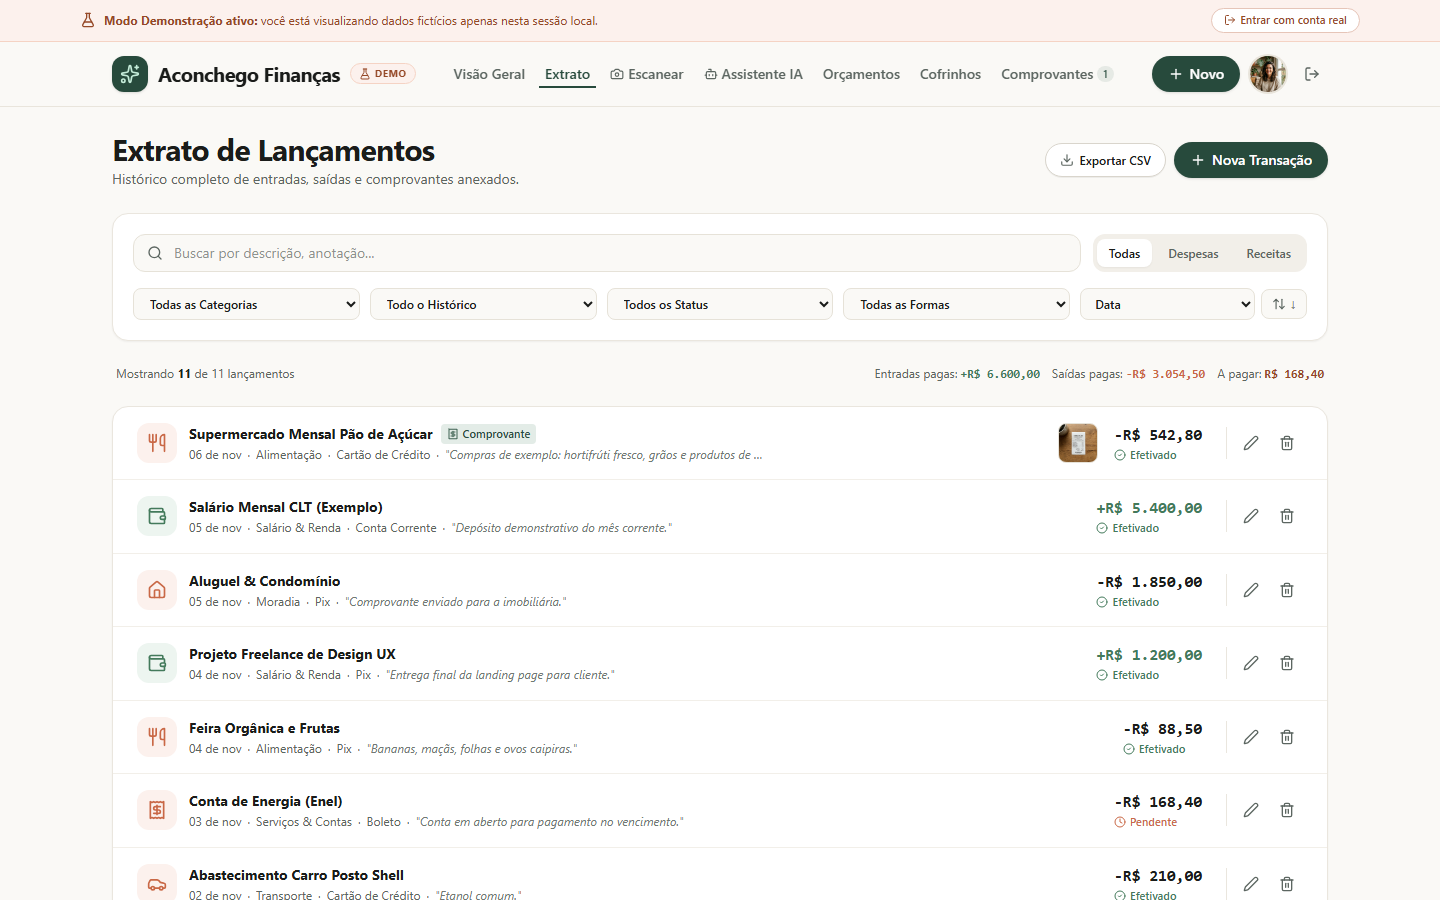 Modo Demonstração ativo: você está visualizando dados fictícios apenas nesta sessão local.
Entrar com conta real
Aconchego Finanças
DEMO
Visão Geral
Extrato
Escanear
Assistente IA
Orçamentos
Cofrinhos
Comprovantes 1
+ Novo
Extrato de Lançamentos
Histórico completo de entradas, saídas e comprovantes anexados.
Exportar CSV
+ Nova Transação
Buscar por descrição, anotação...
Todas
Despesas
Receitas
Todas as Categorias
Todo o Histórico
Todos os Status
Todas as Formas
Data
↓
Mostrando 11 de 11 lançamentos
Entradas pagas: +R$ 6.600,00
Saídas pagas: -R$ 3.054,50
A pagar: R$ 168,40
Supermercado Mensal Pão de Açúcar
Comprovante
06 de nov · Alimentação · Cartão de Crédito · "Compras de exemplo: hortifrúti fresco, grãos e produtos de ...
-R$ 542,80
Efetivado
Salário Mensal CLT (Exemplo)
05 de nov · Salário & Renda · Conta Corrente · "Depósito demonstrativo do mês corrente."
+R$ 5.400,00
Efetivado
Aluguel & Condomínio
05 de nov · Moradia · Pix · "Comprovante enviado para a imobiliária."
-R$ 1.850,00
Efetivado
Projeto Freelance de Design UX
04 de nov · Salário & Renda · Pix · "Entrega final da landing page para cliente."
+R$ 1.200,00
Efetivado
Feira Orgânica e Frutas
04 de nov · Alimentação · Pix · "Bananas, maçãs, folhas e ovos caipiras."
-R$ 88,50
Efetivado
Conta de Energia (Enel)
03 de nov · Serviços & Contas · Boleto · "Conta em aberto para pagamento no vencimento."
-R$ 168,40
Pendente
Abastecimento Carro Posto Shell
02 de nov · Transporte · Cartão de Crédito · "Etanol comum."
-R$ 210,00
Efetivado